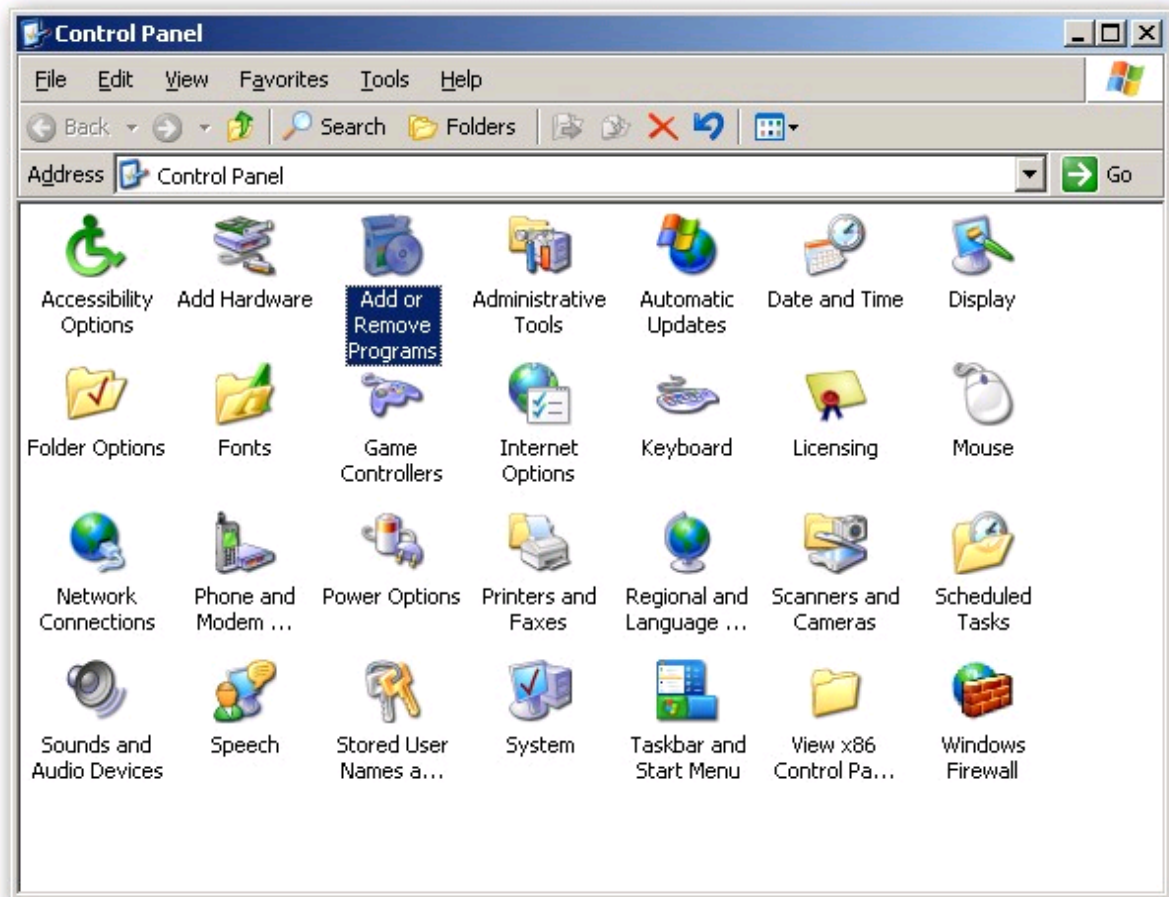 Control Panel
File Edit View Favorites Tools Help
Back Search Folders
Address Control Panel Go
Accessibility Options
Add Hardware
Add or Remove Programs
Administrative Tools
Automatic Updates
Date and Time
Display
Folder Options
Fonts
Game Controllers
Internet Options
Keyboard
Licensing
Mouse
Network Connections
Phone and Modem ...
Power Options
Printers and Faxes
Regional and Language ...
Scanners and Cameras
Scheduled Tasks
Sounds and Audio Devices
Speech
Stored User Names a...
System
Taskbar and Start Menu
View x86 Control Pa...
Windows Firewall